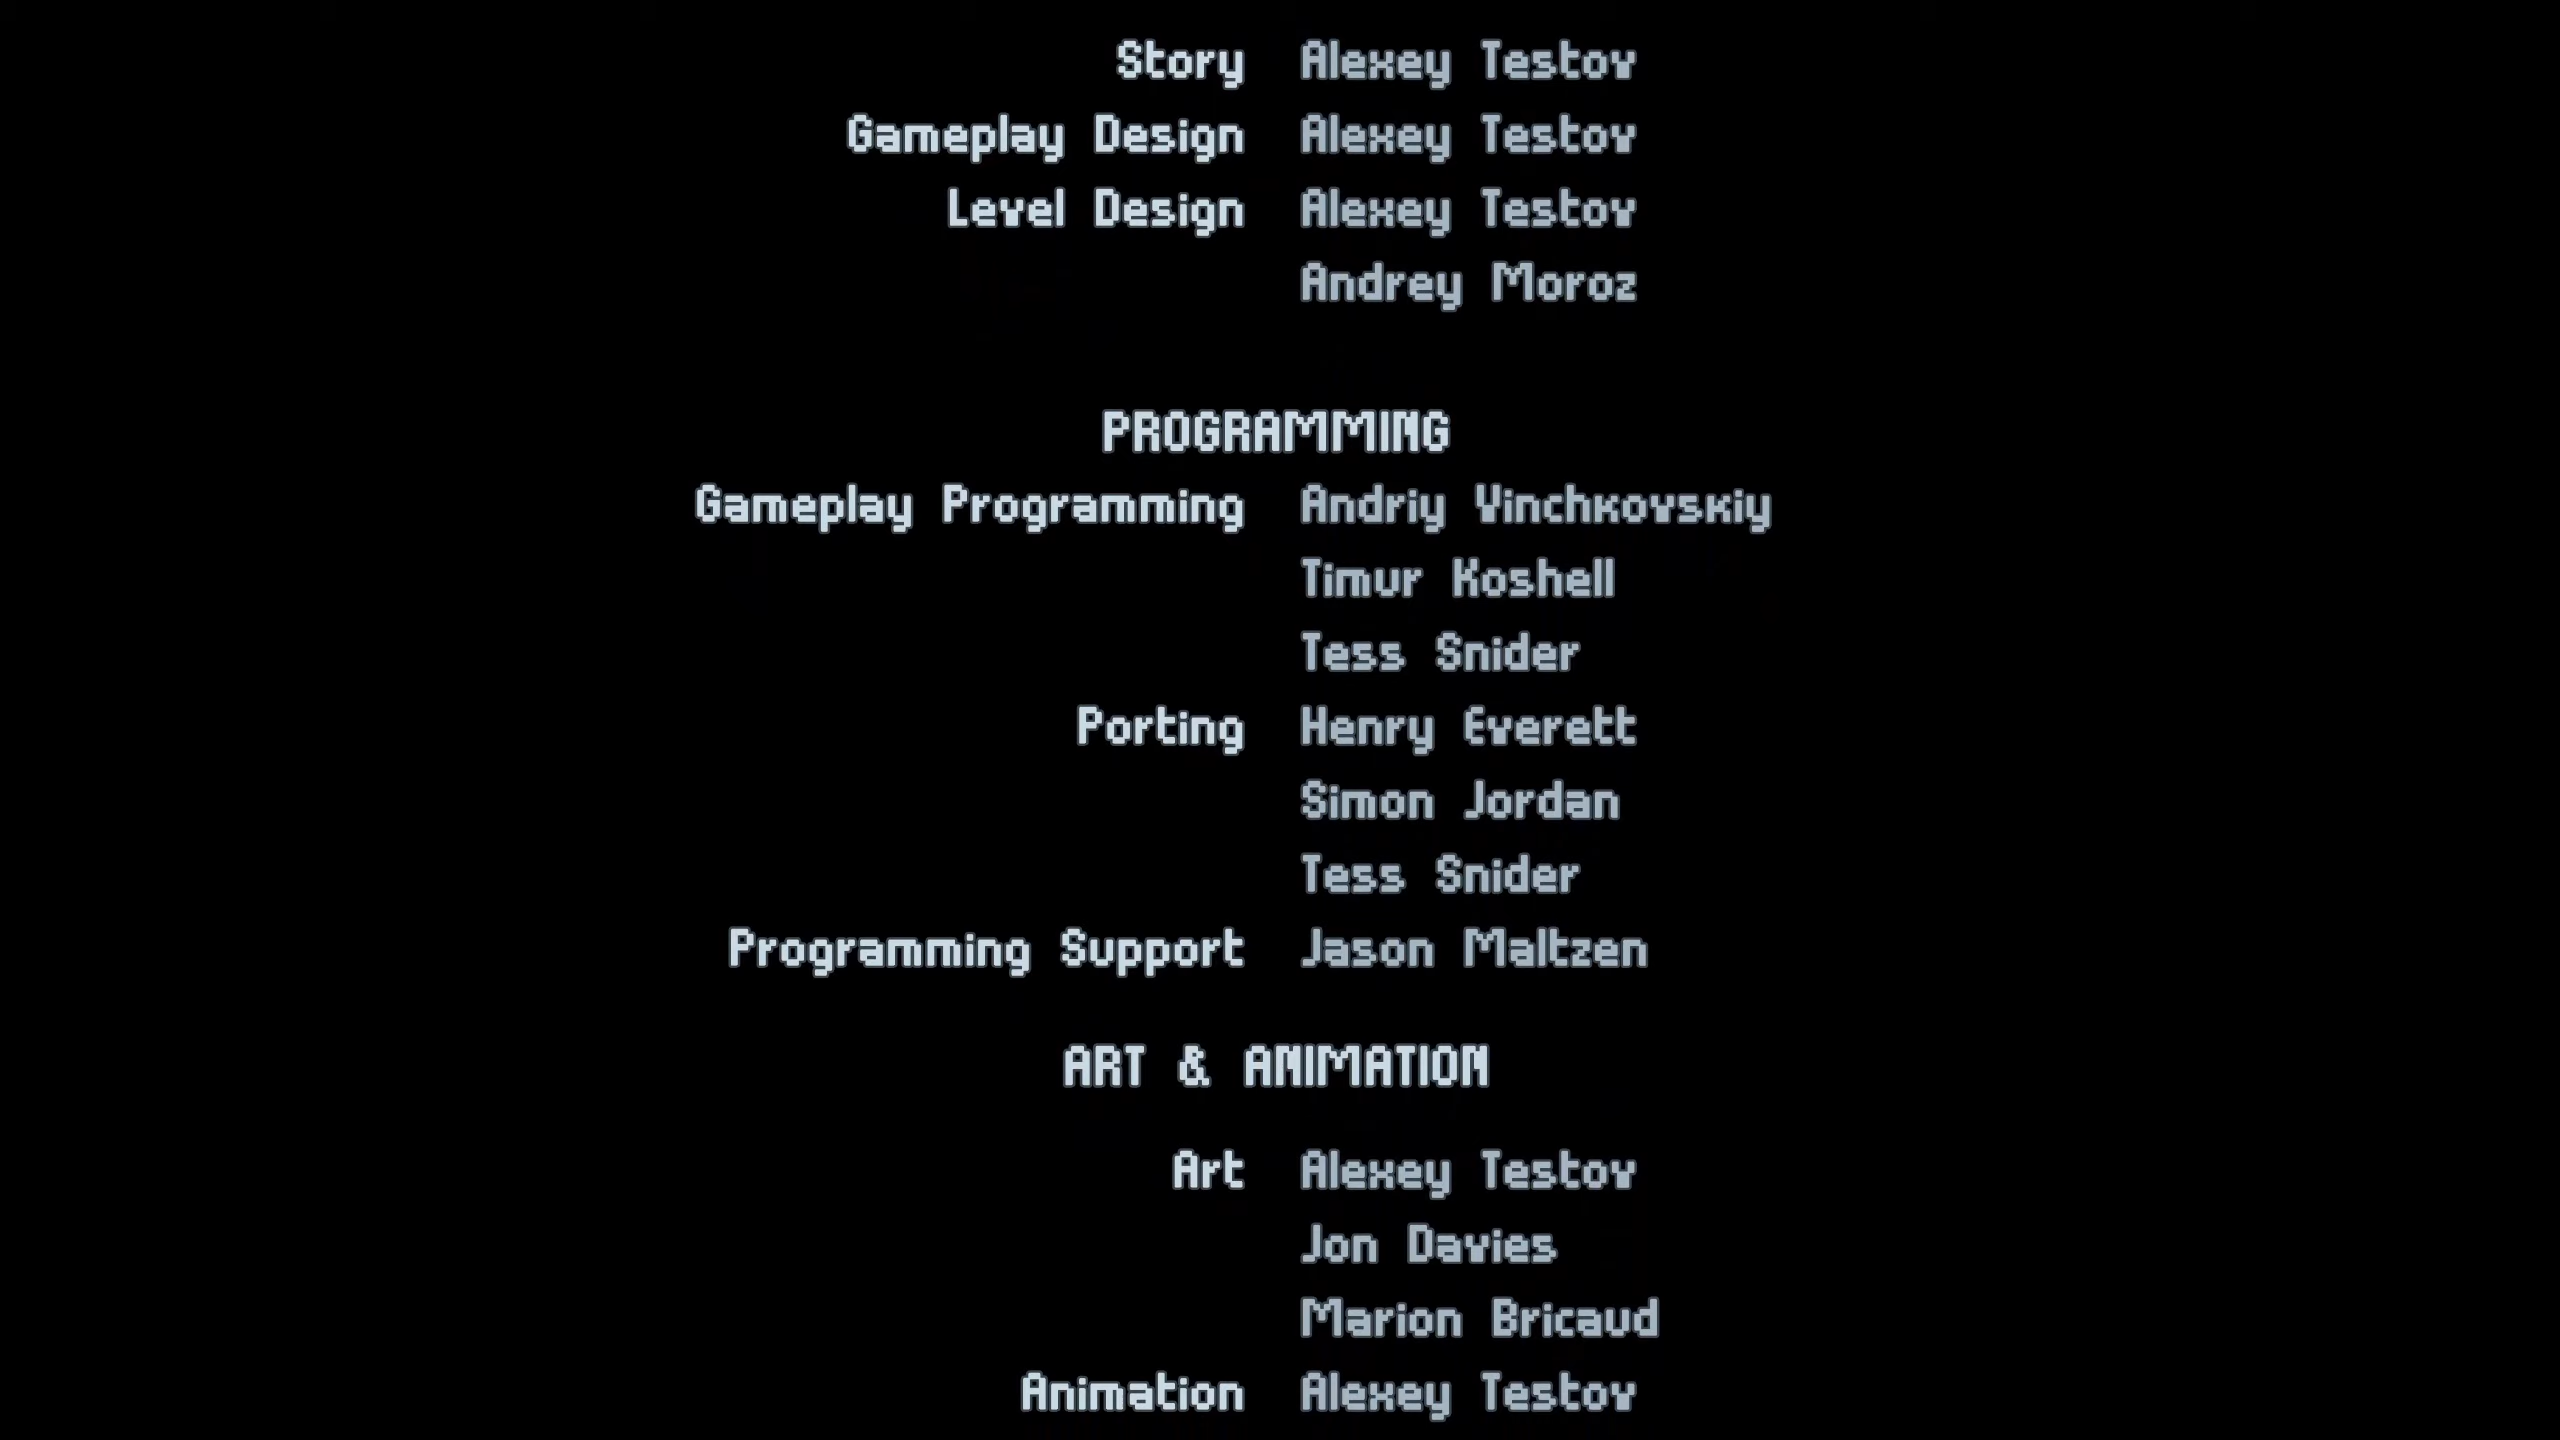 Story Alexey Testov
Gameplay Design Alexey Testov
Level Design Alexey Testov
Andrey Moroz
PROGRAMMING
Gameplay Programming Andriy Vinchkovskiy
Timur Koshell
Tess Snider
Porting Henry Everett
Simon Jordan
Tess Snider
Programming Support Jason Maltzen
ART & ANIMATION
Art Alexey Testov
Jon Davies
Marion Bricaud
Animation Alexey Testov